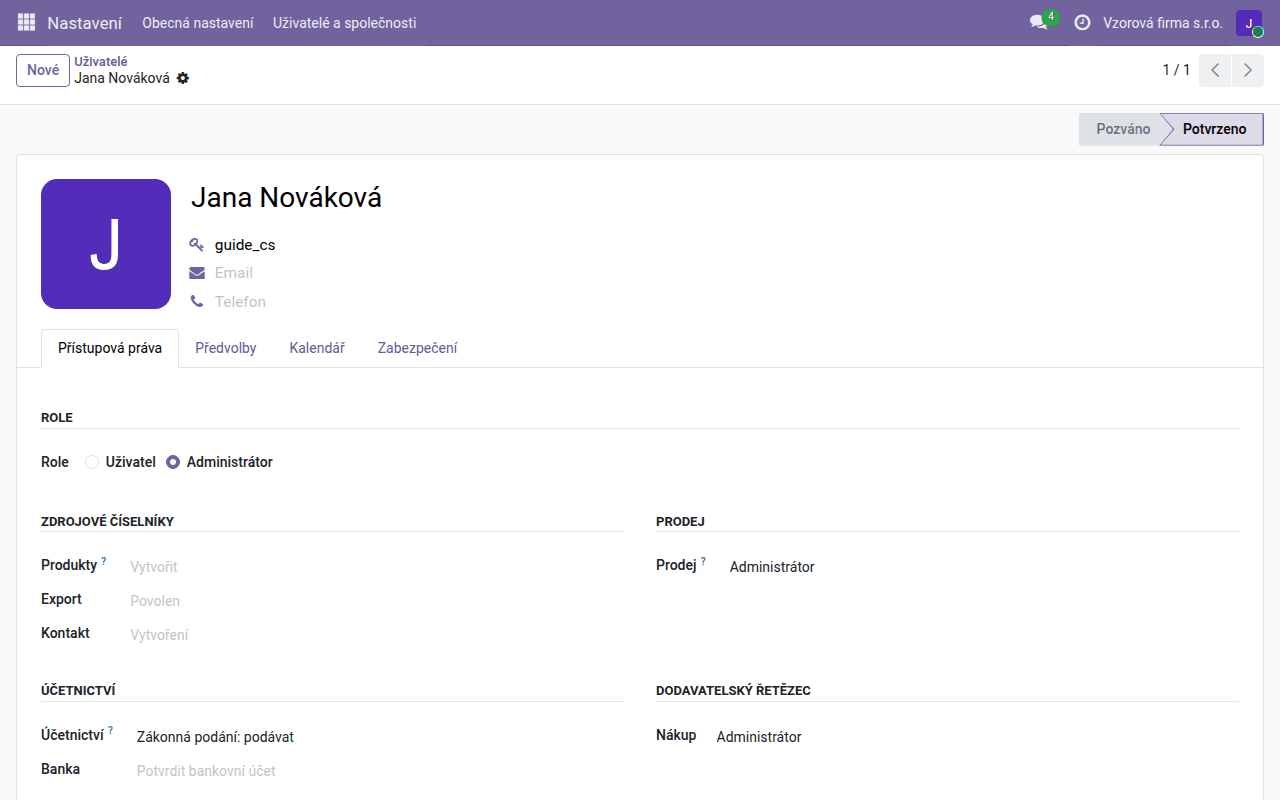 Nastavení Obecná nastavení Uživatelé a společnosti 4 Vzorová firma s.r.o. J
Nové Uživatelé
Jana Nováková
1 / 1
Pozváno Potvrzeno
J
Jana Nováková
guide_cs
Email
Telefon
Přístupová práva Předvolby Kalendář Zabezpečení
ROLE
Role Uživatel Administrátor
ZDROJOVÉ ČÍSELNÍKY PRODEJ
Produkty ? Vytvořit Prodej ? Administrátor
Export Povolen
Kontakt Vytvoření
ÚČETNICTVÍ DODAVATELSKÝ ŘETĚZEC
Účetnictví ? Zákonná podání: podávat Nákup Administrátor
Banka Potvrdit bankovní účet